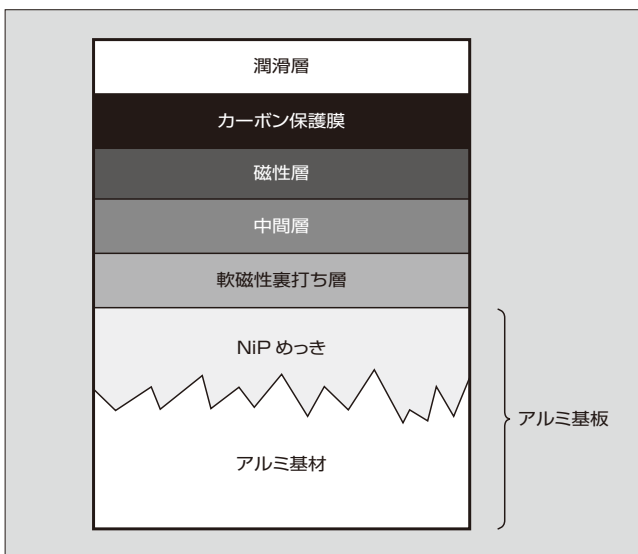 潤滑層
カーボン保護膜
磁性層
中間層
軟磁性裏打ち層
NiP めっき
アルミ基板
アルミ基材